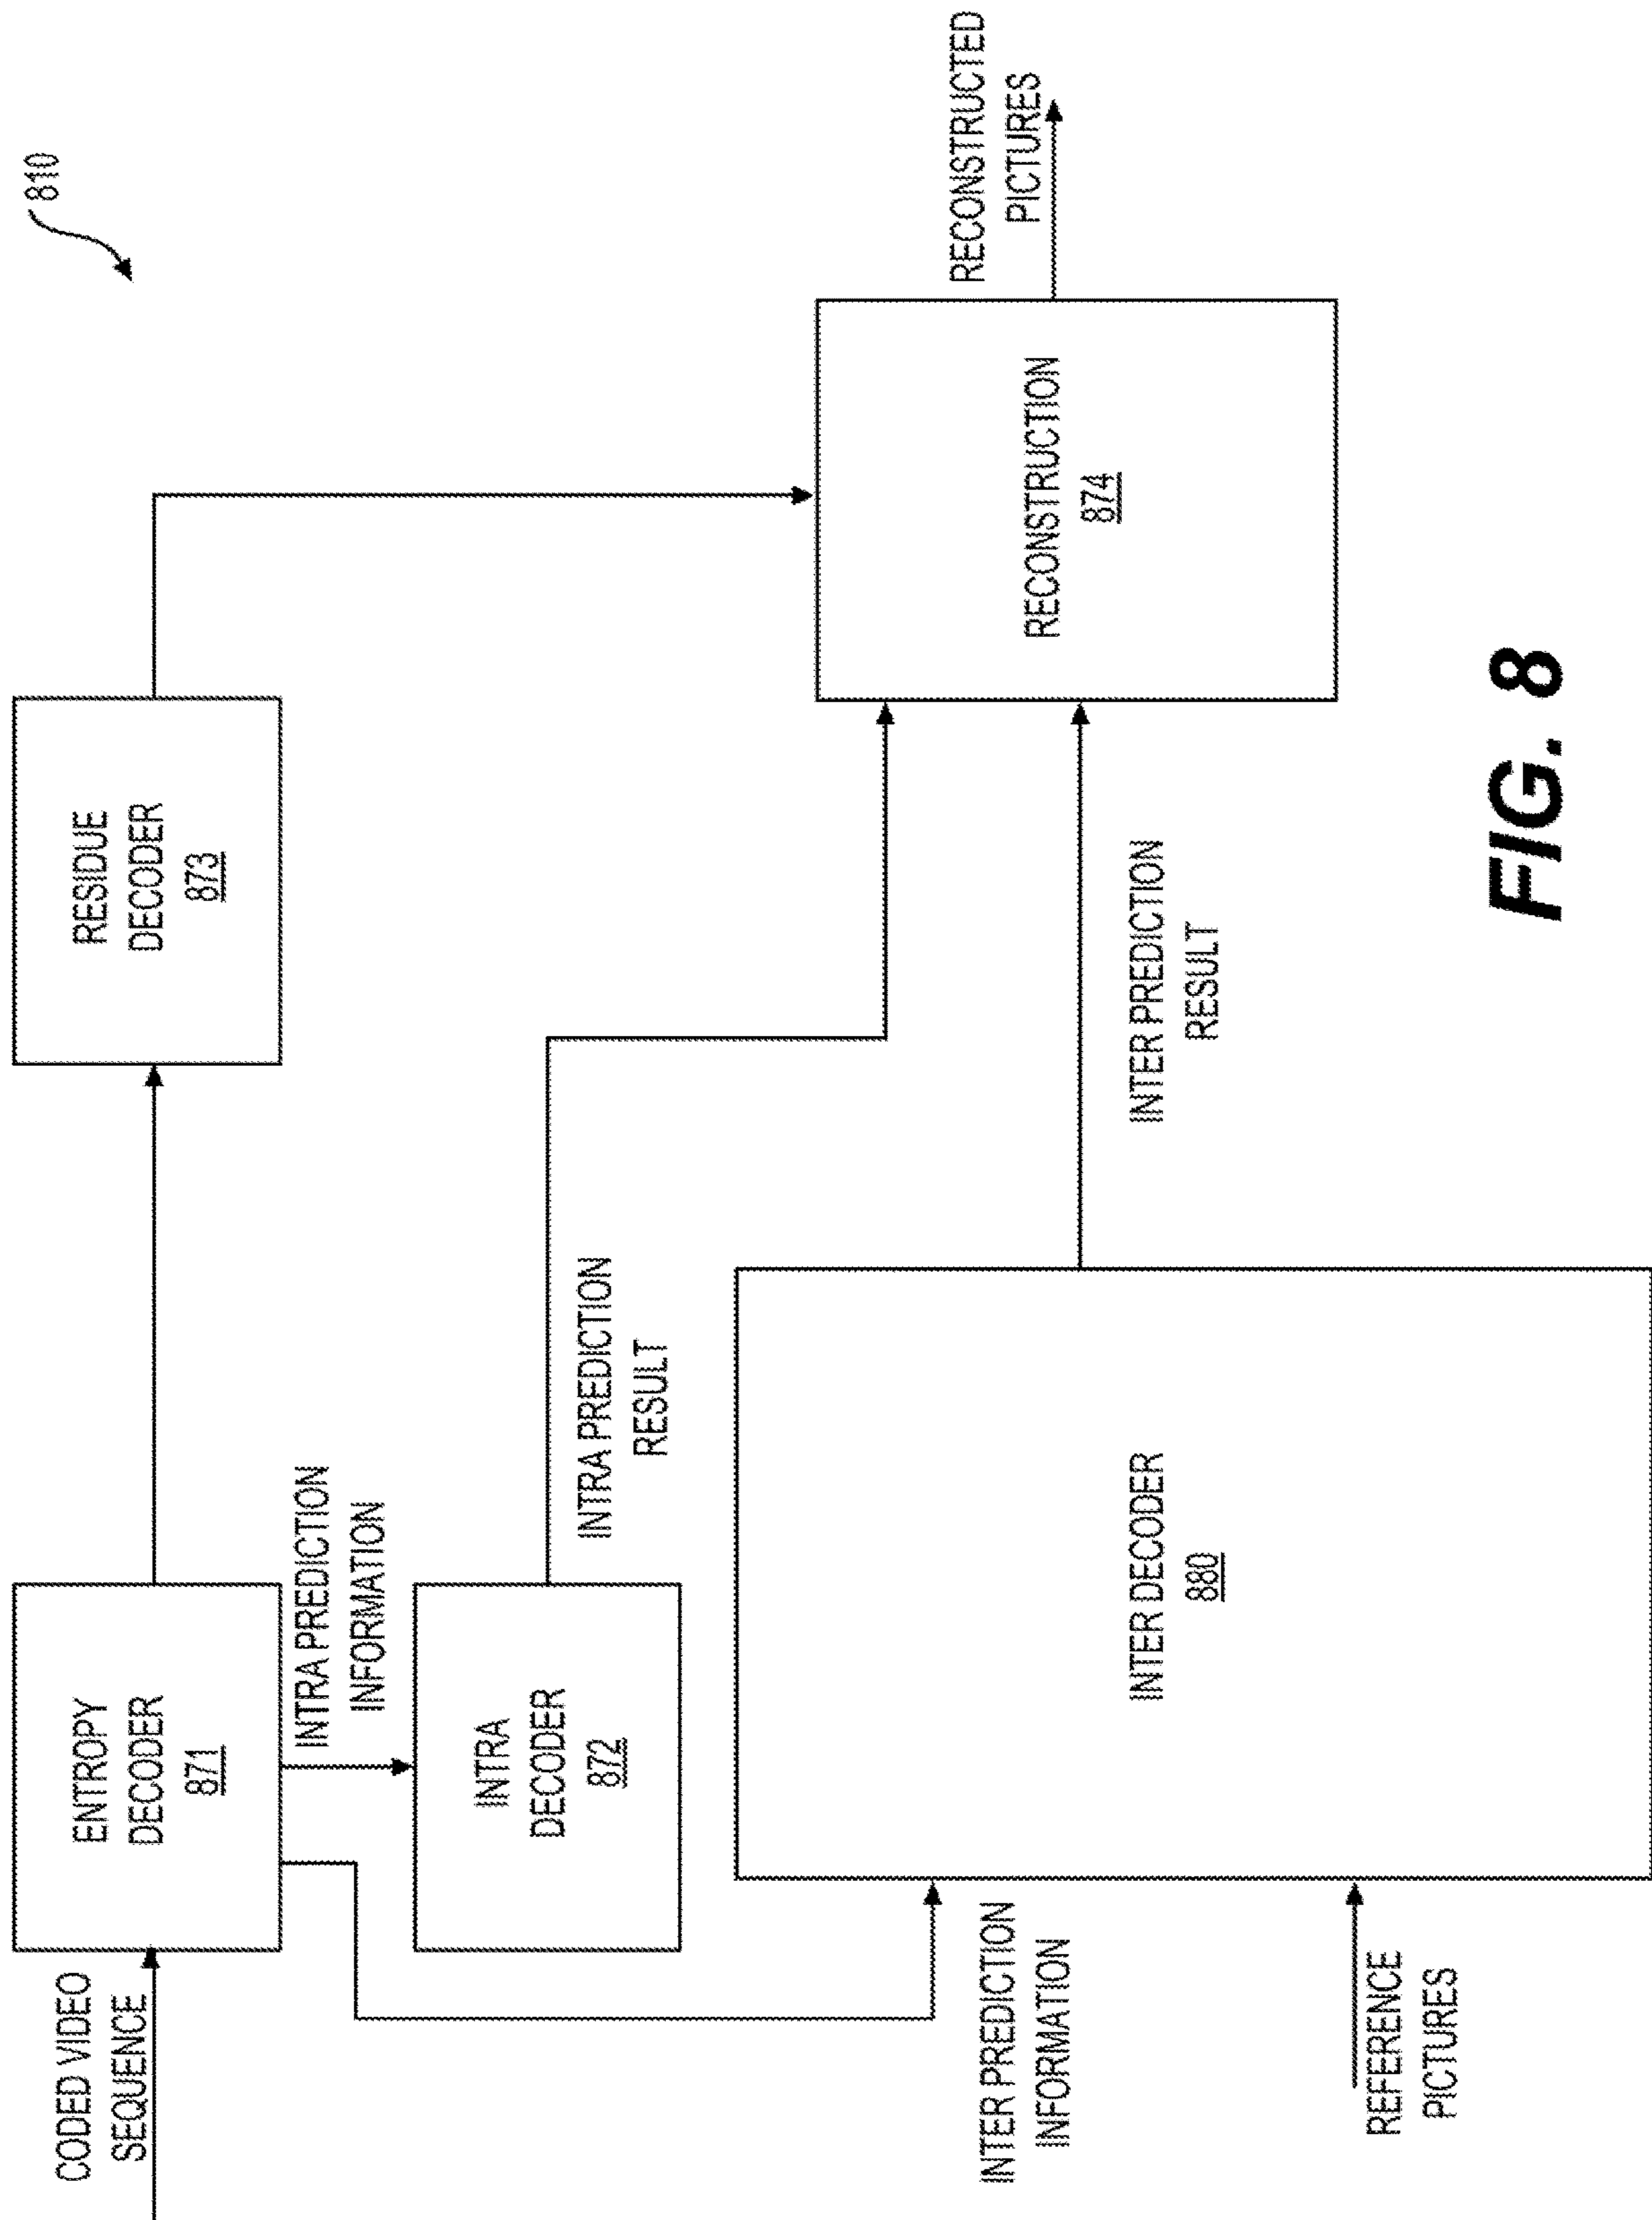 810
CODED VIDEO
SEQUENCE
ENTROPY
DECODER
871
RESIDUE
DECODER
873
INTRA PREDICTION
INFORMATION
INTRA
DECODER
872
INTRA PREDICTION
RESULT
RECONSTRUCTION
874
RECONSTRUCTED
PICTURES
INTER PREDICTION
INFORMATION
INTER DECODER
880
INTER PREDICTION
RESULT
REFERENCE
PICTURES
FIG. 8